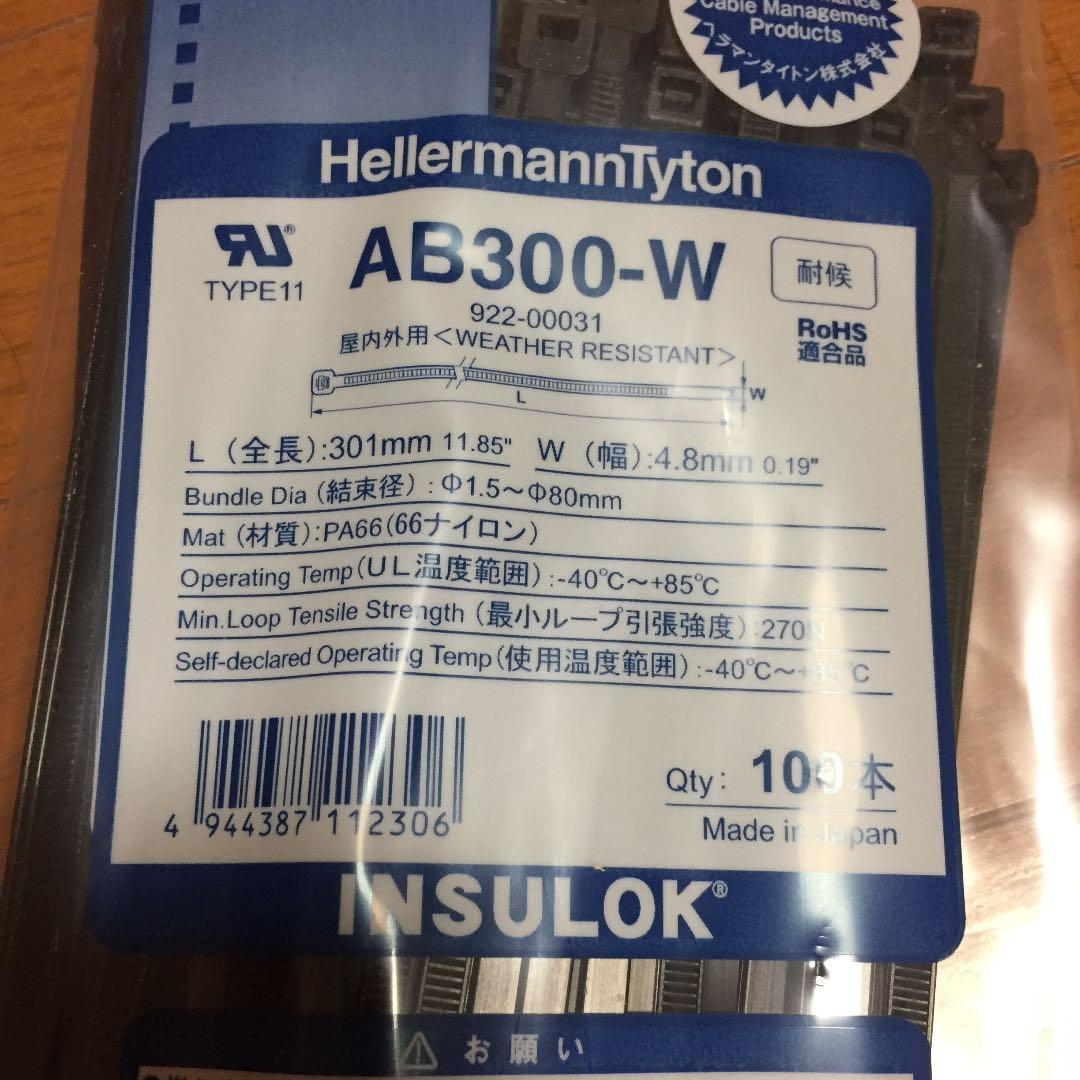 Cable Management
Products
ヘラマンタイトン株式会社
HellermannTyton
RU®
TYPE11
AB300-W
922-00031
耐候
RoHS
適合品
屋内外用<WEATHER RESISTANT>
L
W
L (全長):301mm 11.85" W (幅):4.8mm 0.19"
Bundle Dia (結束径) : Φ1.5~Φ80mm
Mat (材質):PA66(66ナイロン)
Operating Temp(UL温度範囲):-40℃~+85℃
Min.Loop Tensile Strength (最小ループ引張強度):270N
Self-declared Operating Temp(使用温度範囲):-40℃~+85℃
4 944387 112306
Qty: 100本
Made in Japan
INSULOK®
お願い